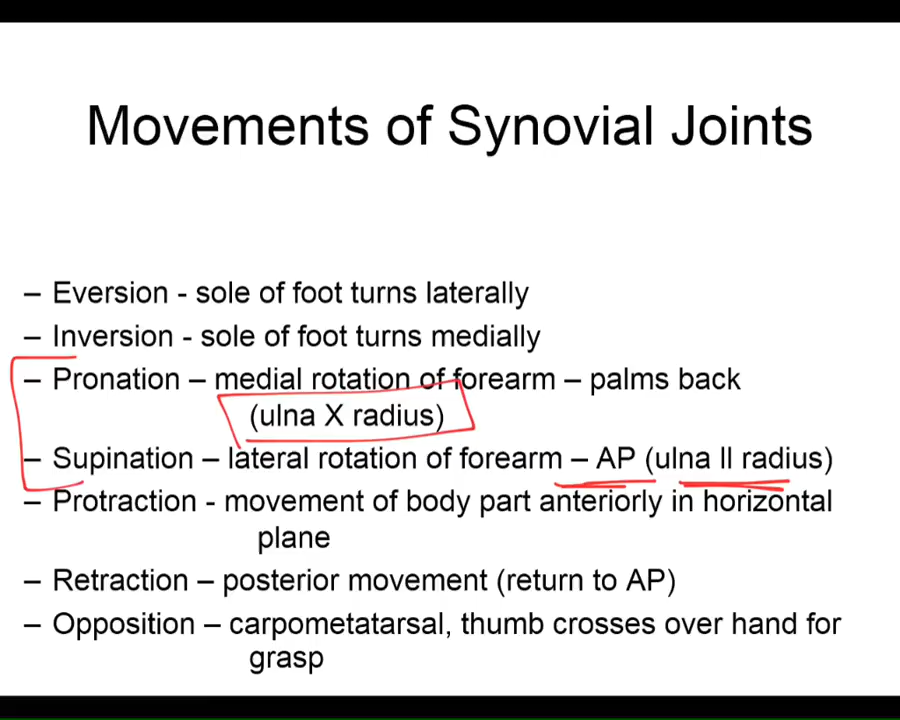 Movements of Synovial Joints
– Eversion - sole of foot turns laterally
– Inversion - sole of foot turns medially
– Pronation – medial rotation of forearm – palms back
(ulna X radius)
– Supination – lateral rotation of forearm – AP (ulna ll radius)
– Protraction - movement of body part anteriorly in horizontal
plane
– Retraction – posterior movement (return to AP)
– Opposition – carpometatarsal, thumb crosses over hand for
grasp